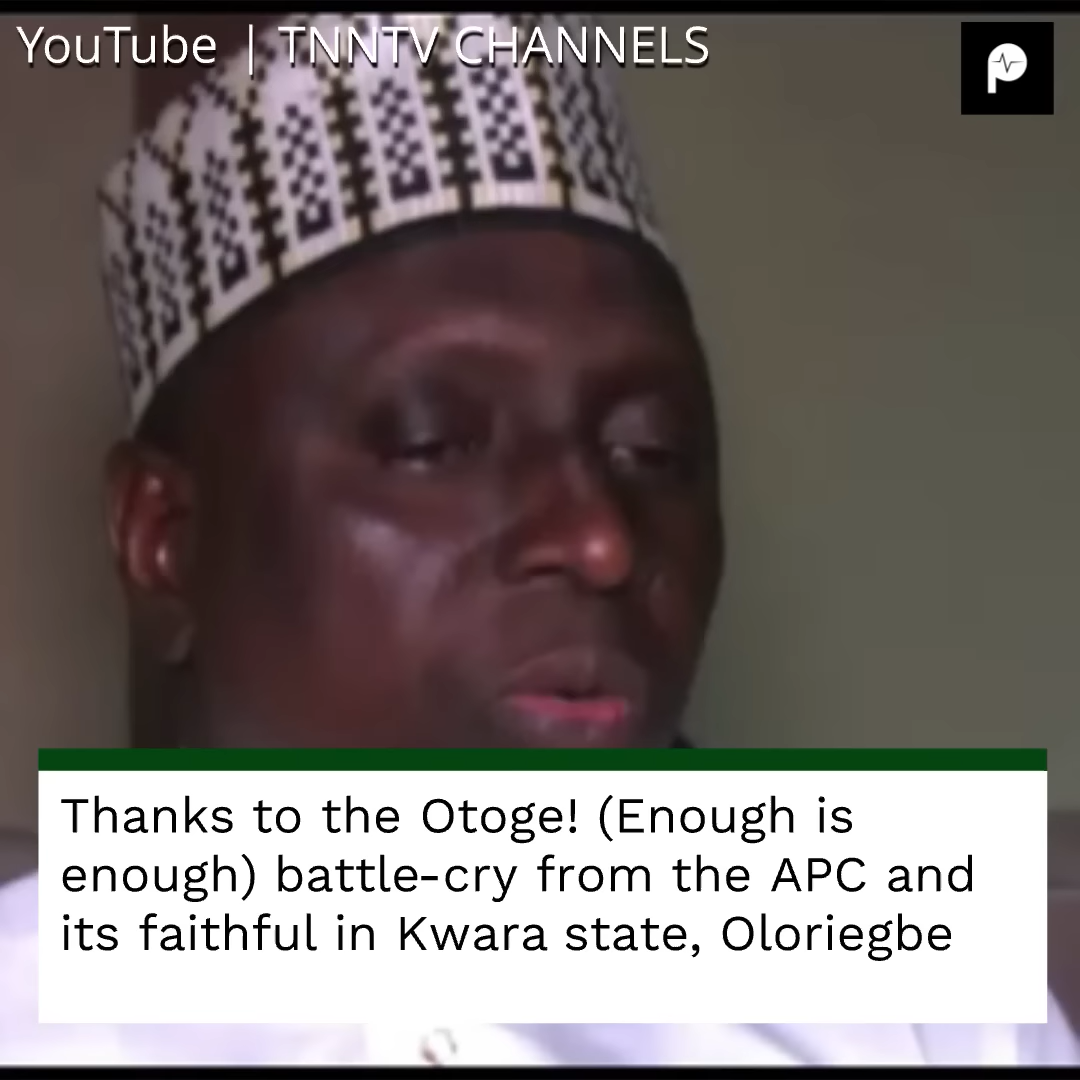 YouTube | TNNTV CHANNELS
Thanks to the Otoge! (Enough is
enough) battle-cry from the APC and
its faithful in Kwara state, Oloriegbe